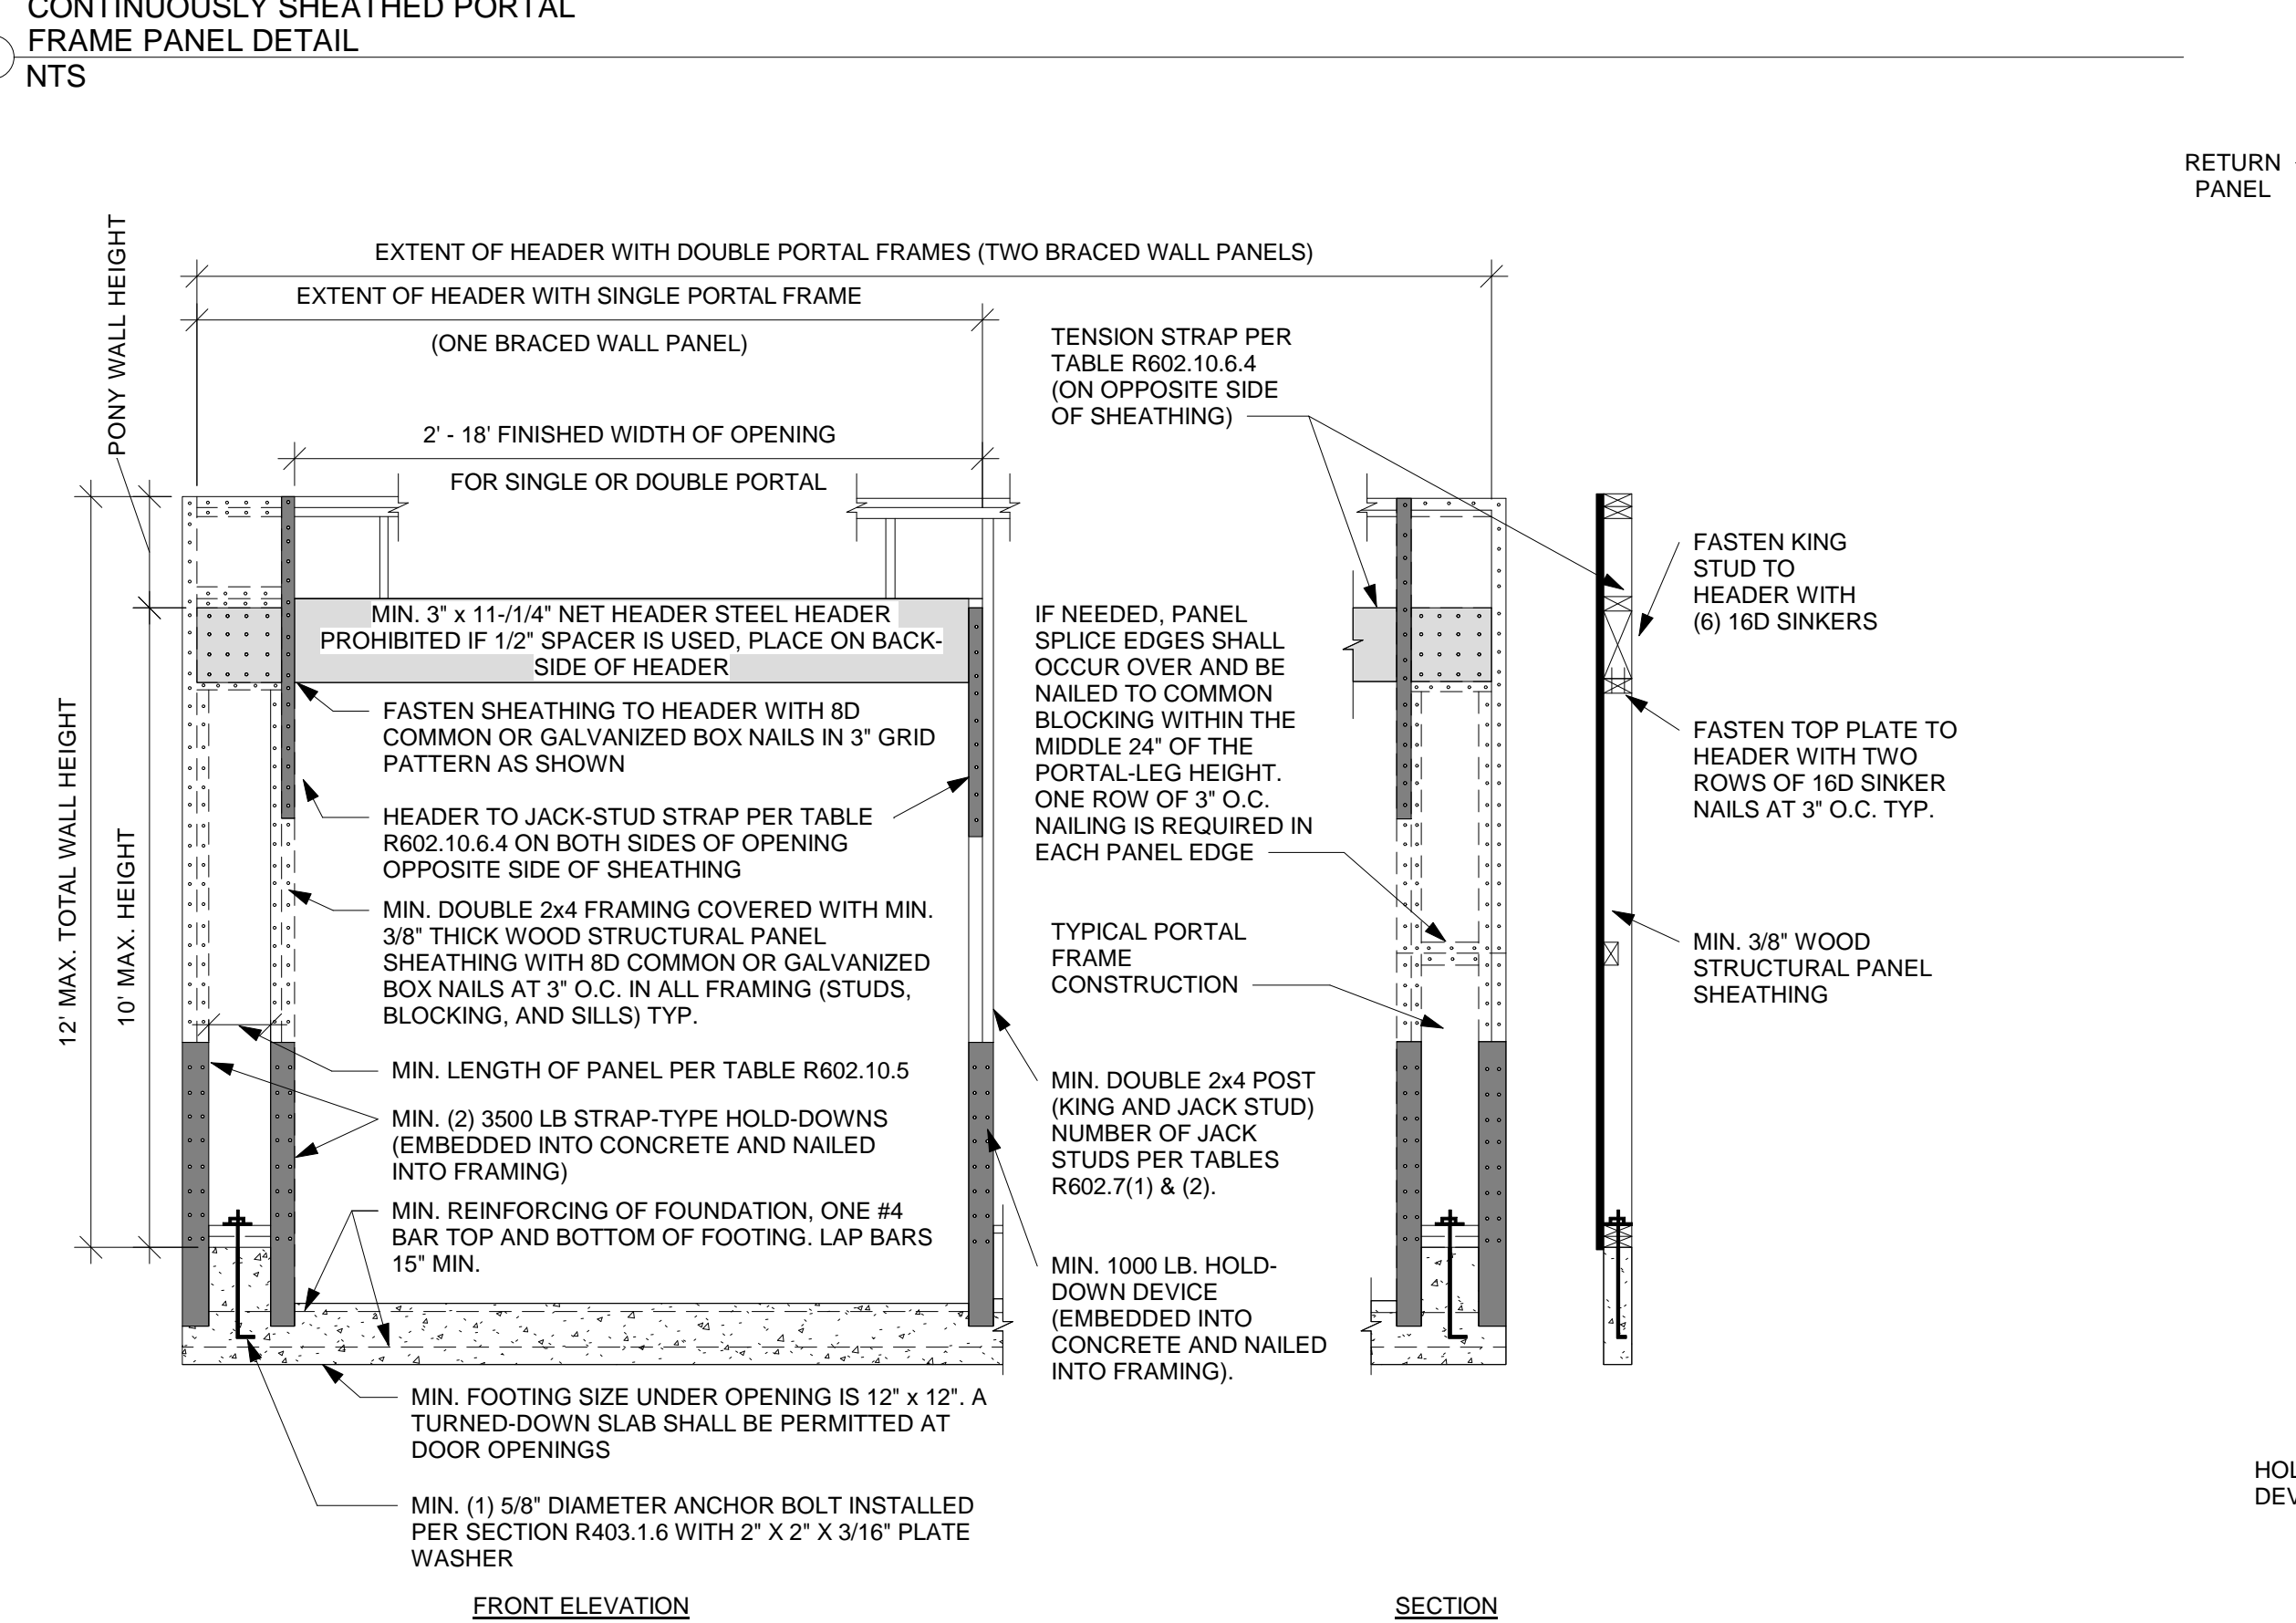 CONTINUOUSLY SHEATHED PORTAL
FRAME PANEL DETAIL
NTS
RETURN
PANEL
PONY WALL HEIGHT
EXTENT OF HEADER WITH DOUBLE PORTAL FRAMES (TWO BRACED WALL PANELS)
EXTENT OF HEADER WITH SINGLE PORTAL FRAME
(ONE BRACED WALL PANEL)
2' - 18' FINISHED WIDTH OF OPENING
FOR SINGLE OR DOUBLE PORTAL
TENSION STRAP PER
TABLE R602.10.6.4
(ON OPPOSITE SIDE
OF SHEATHING)
12' MAX. TOTAL WALL HEIGHT
10' MAX. HEIGHT
MIN. 3" x 11-/1/4" NET HEADER STEEL HEADER
PROHIBITED IF 1/2" SPACER IS USED, PLACE ON BACK-
SIDE OF HEADER
FASTEN SHEATHING TO HEADER WITH 8D
COMMON OR GALVANIZED BOX NAILS IN 3" GRID
PATTERN AS SHOWN
HEADER TO JACK-STUD STRAP PER TABLE
R602.10.6.4 ON BOTH SIDES OF OPENING
OPPOSITE SIDE OF SHEATHING
MIN. DOUBLE 2x4 FRAMING COVERED WITH MIN.
3/8" THICK WOOD STRUCTURAL PANEL
SHEATHING WITH 8D COMMON OR GALVANIZED
BOX NAILS AT 3" O.C. IN ALL FRAMING (STUDS,
BLOCKING, AND SILLS) TYP.
MIN. LENGTH OF PANEL PER TABLE R602.10.5
MIN. (2) 3500 LB STRAP-TYPE HOLD-DOWNS
(EMBEDDED INTO CONCRETE AND NAILED
INTO FRAMING)
MIN. REINFORCING OF FOUNDATION, ONE #4
BAR TOP AND BOTTOM OF FOOTING. LAP BARS
15" MIN.
MIN. FOOTING SIZE UNDER OPENING IS 12" x 12". A
TURNED-DOWN SLAB SHALL BE PERMITTED AT
DOOR OPENINGS
MIN. (1) 5/8" DIAMETER ANCHOR BOLT INSTALLED
PER SECTION R403.1.6 WITH 2" X 2" X 3/16" PLATE
WASHER
IF NEEDED, PANEL
SPLICE EDGES SHALL
OCCUR OVER AND BE
NAILED TO COMMON
BLOCKING WITHIN THE
MIDDLE 24" OF THE
PORTAL-LEG HEIGHT.
ONE ROW OF 3" O.C.
NAILING IS REQUIRED IN
EACH PANEL EDGE
TYPICAL PORTAL
FRAME
CONSTRUCTION
MIN. DOUBLE 2x4 POST
(KING AND JACK STUD)
NUMBER OF JACK
STUDS PER TABLES
R602.7(1) & (2).
MIN. 1000 LB. HOLD-
DOWN DEVICE
(EMBEDDED INTO
CONCRETE AND NAILED
INTO FRAMING).
FASTEN KING
STUD TO
HEADER WITH
(6) 16D SINKERS
FASTEN TOP PLATE TO
HEADER WITH TWO
ROWS OF 16D SINKER
NAILS AT 3" O.C. TYP.
MIN. 3/8" WOOD
STRUCTURAL PANEL
SHEATHING
FRONT ELEVATION
SECTION